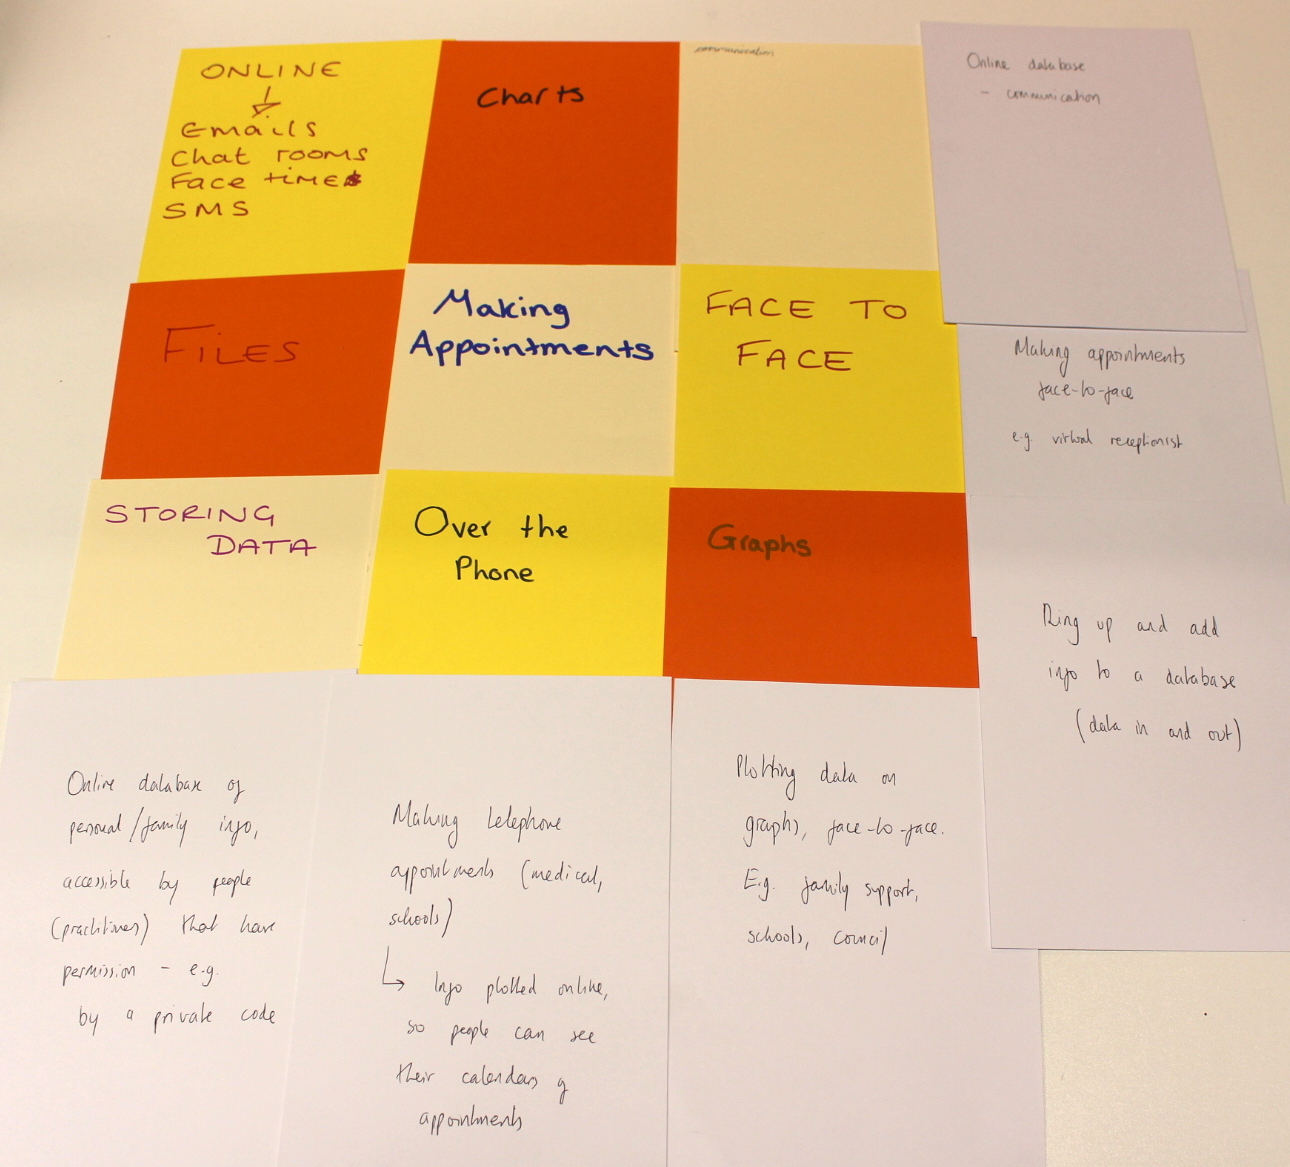 ONLINE
Emails
Chat rooms
Face time
SMS
Charts
communication
Online database
- communication
FILES
Making
Appointments
FACE TO
FACE
Making appointments
face-to-face
e.g. virtual receptionist
STORING
DATA
Over the
Phone
Graphs
Ring up and add
info to a database
(data in and out)
Online database of
personal/family info,
accessible by people
(practitiners) that have
permission - e.g.
by a private code
Making telephone
appointments (medical,
schools)
Info plotted online,
so people can see
their calendars of
appointments
Plotting data on
graphs, face-to-face.
E.g. family support,
schools, council